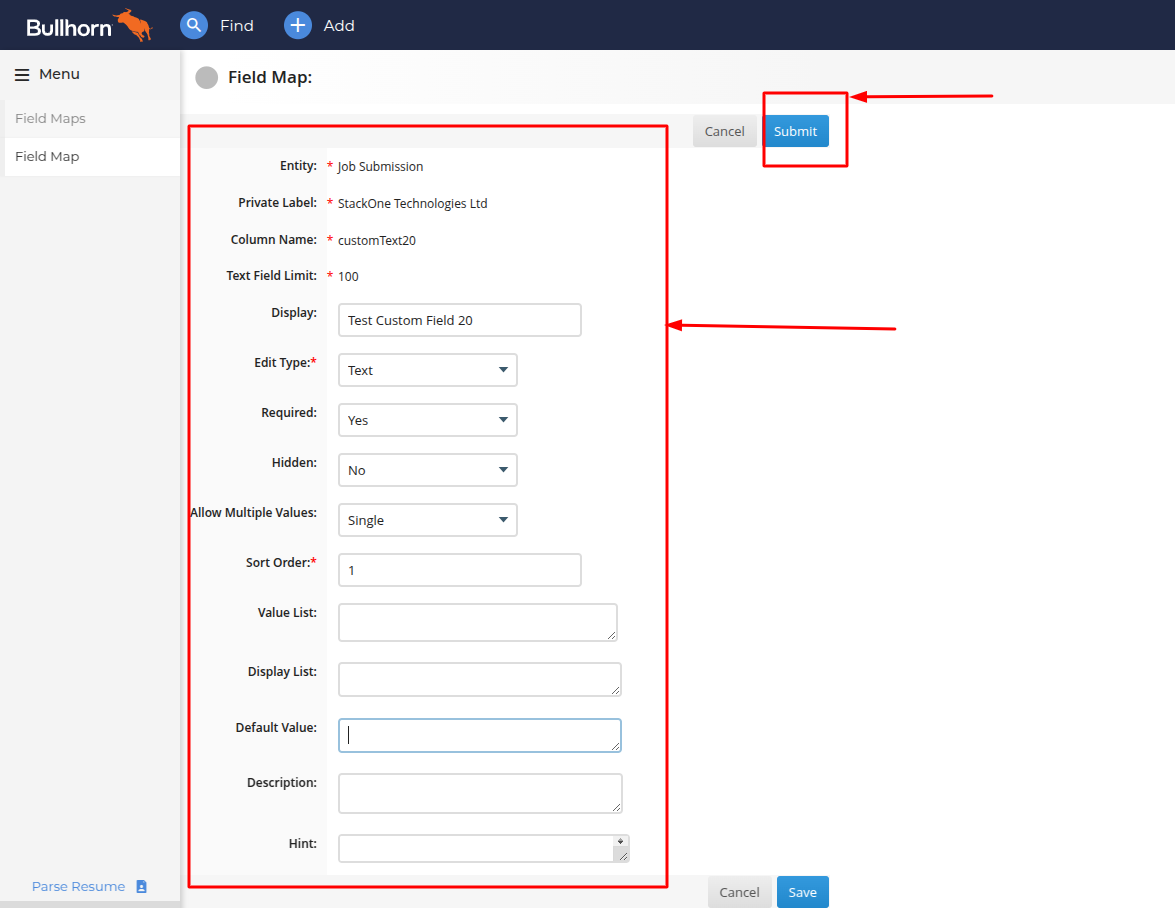 Bullhorn Find Add
Menu
Field Maps
Field Map
Parse Resume
Field Map:
Cancel Submit
Entity: * Job Submission
Private Label: * StackOne Technologies Ltd
Column Name: * customText20
Text Field Limit: * 100
Display: Test Custom Field 20
Edit Type:* Text
Required: Yes
Hidden: No
Allow Multiple Values: Single
Sort Order:* 1
Value List:
Display List:
Default Value:
Description:
Hint:
Cancel Save